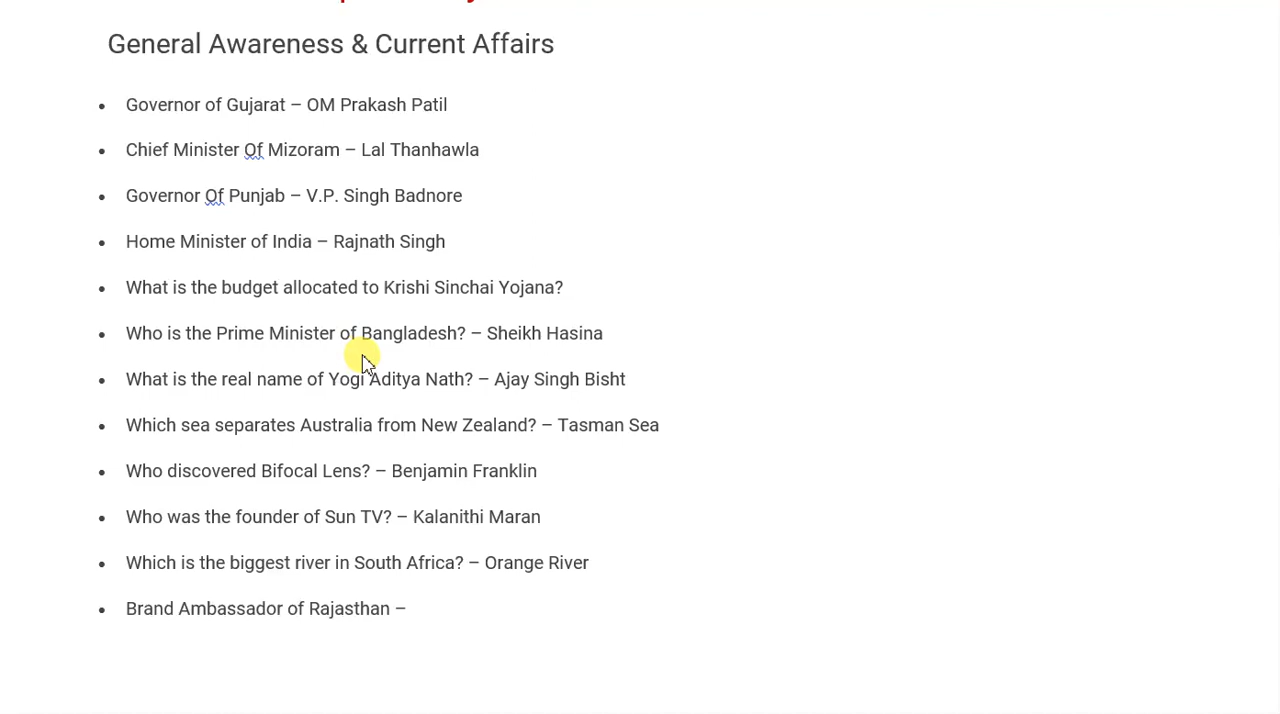 General Awareness & Current Affairs
• Governor of Gujarat – OM Prakash Patil
• Chief Minister Of Mizoram – Lal Thanhawla
• Governor Of Punjab – V.P. Singh Badnore
• Home Minister of India – Rajnath Singh
• What is the budget allocated to Krishi Sinchai Yojana?
• Who is the Prime Minister of Bangladesh? – Sheikh Hasina
• What is the real name of Yogi Aditya Nath? – Ajay Singh Bisht
• Which sea separates Australia from New Zealand? – Tasman Sea
• Who discovered Bifocal Lens? – Benjamin Franklin
• Who was the founder of Sun TV? – Kalanithi Maran
• Which is the biggest river in South Africa? – Orange River
• Brand Ambassador of Rajasthan –